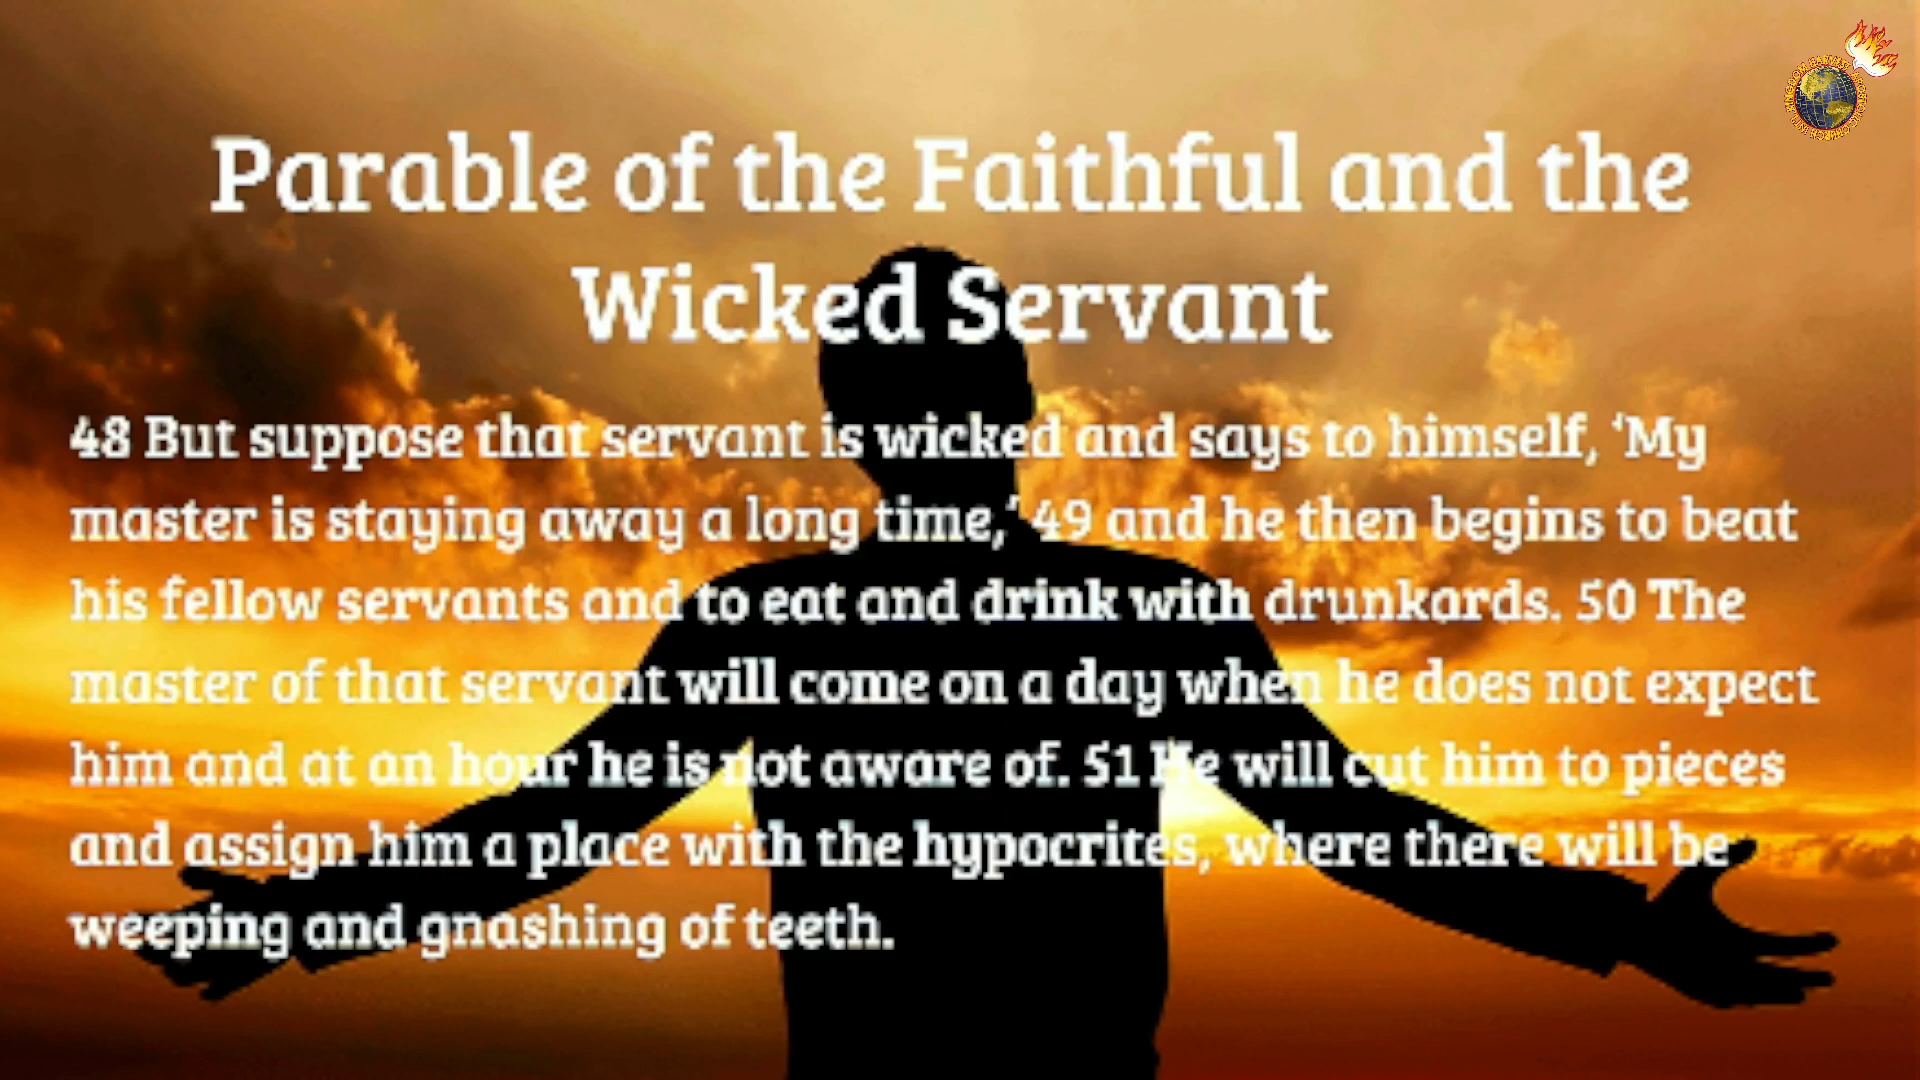 Parable of the Faithful and the
Wicked Servant
48 But suppose that servant is wicked and says to himself, ‘My
master is staying away a long time,’ 49 and he then begins to beat
his fellow servants and to eat and drink with drunkards. 50 The
master of that servant will come on a day when he does not expect
him and at an hour he is not aware of. 51 He will cut him to pieces
and assign him a place with the hypocrites, where there will be
weeping and gnashing of teeth.